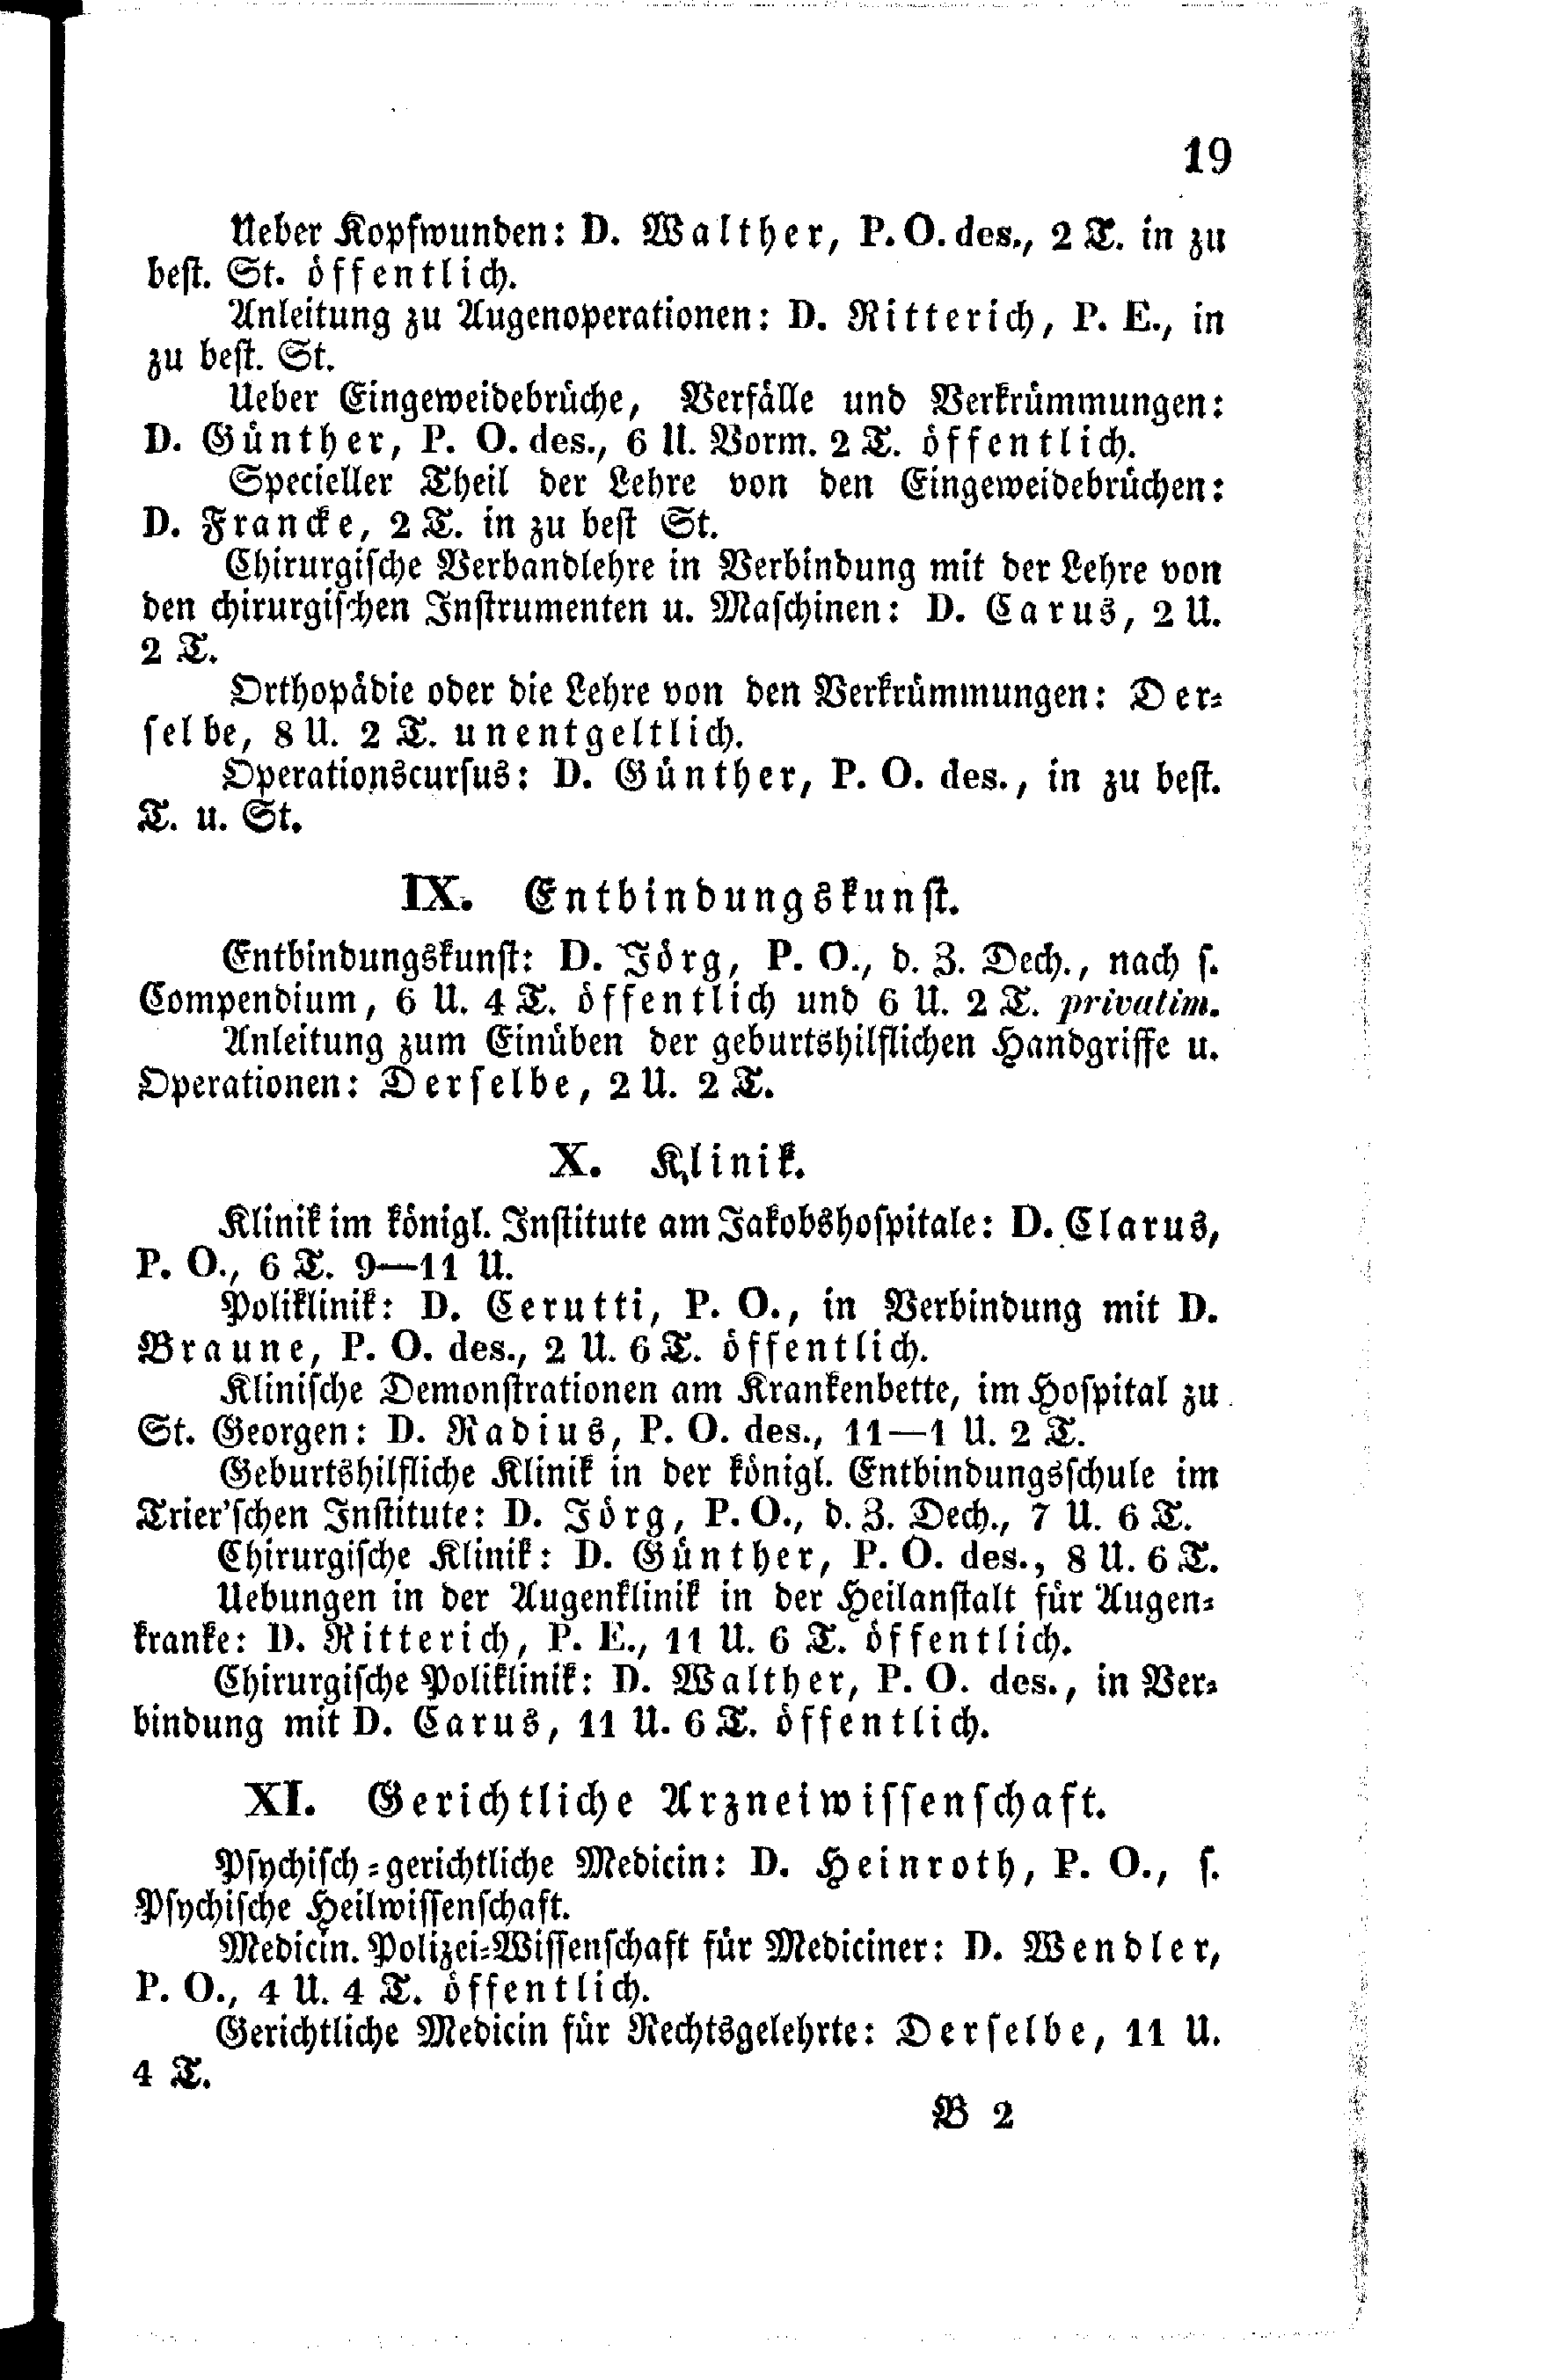 19
Ueber Kopfwunden: D. Walther, P. O. des., 2 T. in zu
best. St. öffentlich.
Anleitung zu Augenoperationen: D. Ritterich, P. E., in
zu best. St.
Ueber Eingeweidebrüche, Verfälle und Verkrümmungen:
D. Günther, P. O. des., 6 U. Vorm. 2 T. öffentlich.
Specieller Theil der Lehre von den Eingeweidebrüchen:
D. Francke, 2 T. in zu best St.
Chirurgische Verbandlehre in Verbindung mit der Lehre von
den chirurgischen Instrumenten u. Maschinen: D. Carus, 2 U.
2 T.
Orthopädie oder die Lehre von den Verkrümmungen: Der-
selbe, 8 U. 2 T. unentgeltlich.
Operationscursus: D. Günther, P. O. des., in zu best.
T. u. St.
IX. Entbindungskunst.
Entbindungskunst: D. Jörg, P. O., d. Z. Dech., nach s.
Compendium, 6 U. 4 T. öffentlich und 6 U. 2 T. privatim.
Anleitung zum Einüben der geburtshilflichen Handgriffe u.
Operationen: Derselbe, 2 U. 2 T.
X. Klinik.
Klinik im königl. Institute am Jakobshospitale: D. Clarus,
P. O., 6 T. 9—11 U.
Poliklinik: D. Cerutti, P. O., in Verbindung mit D.
Braune, P. O. des., 2 U. 6 T. öffentlich.
Klinische Demonstrationen am Krankenbette, im Hospital zu
St. Georgen: D. Radius, P. O. des., 11—1 U. 2 T.
Geburtshilfliche Klinik in der königl. Entbindungsschule im
Trier'schen Institute: D. Jörg, P. O., d. Z. Dech., 7 U. 6 T.
Chirurgische Klinik: D. Günther, P. O. des., 8 U. 6 T.
Uebungen in der Augenklinik in der Heilanstalt für Augen-
kranke: D. Ritterich, P. E., 11 U. 6 T. öffentlich.
Chirurgische Poliklinik: D. Walther, P. O. des., in Ver-
bindung mit D. Carus, 11 U. 6 T. öffentlich.
XI. Gerichtliche Arzneiwissenschaft.
Psychisch-gerichtliche Medicin: D. Heinroth, P. O., s.
Psychische Heilwissenschaft.
Medicin. Polizei-Wissenschaft für Mediciner: D. Wendler,
P. O., 4 U. 4 T. öffentlich.
Gerichtliche Medicin für Rechtsgelehrte: Derselbe, 11 U.
4 T.
B 2